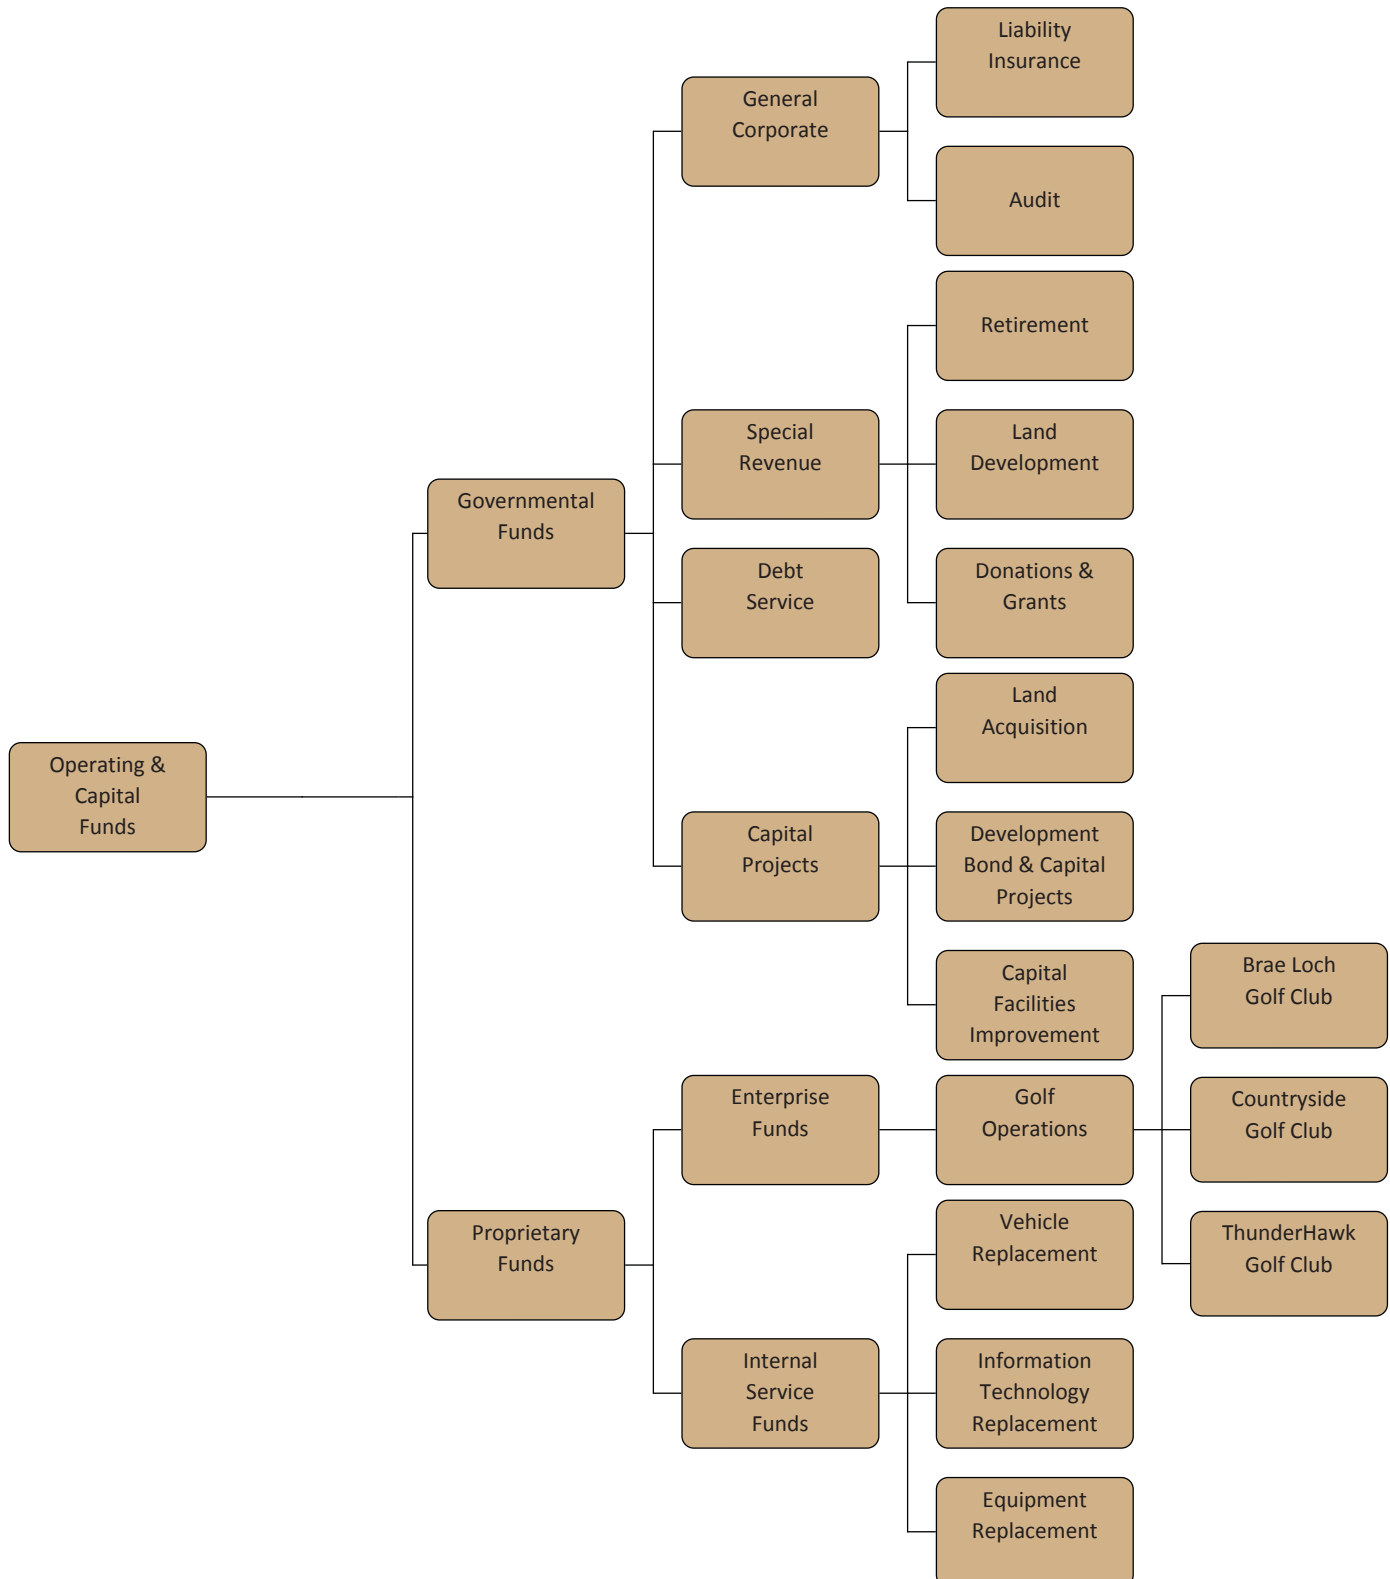 Operating &
Capital
Funds
Governmental
Funds
General
Corporate
Liability
Insurance
Audit
Special
Revenue
Retirement
Land
Development
Donations &
Grants
Debt
Service
Capital
Projects
Land
Acquisition
Development
Bond & Capital
Projects
Capital
Facilities
Improvement
Proprietary
Funds
Enterprise
Funds
Golf
Operations
Brae Loch
Golf Club
Countryside
Golf Club
ThunderHawk
Golf Club
Internal
Service
Funds
Vehicle
Replacement
Information
Technology
Replacement
Equipment
Replacement